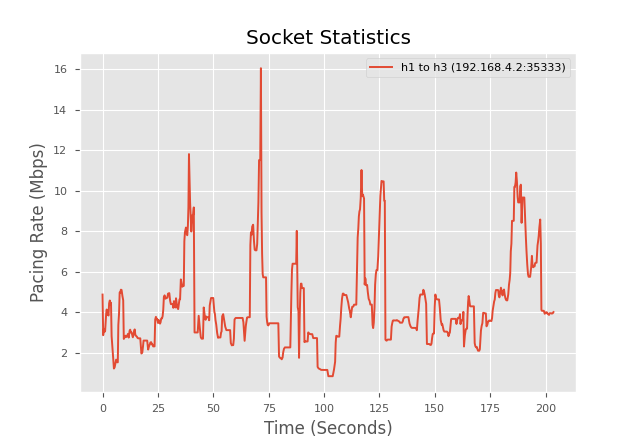 Socket Statistics
h1 to h3 (192.168.4.2:35333)
Pacing Rate (Mbps)
16
14
12
10
8
6
4
2
0 25 50 75 100 125 150 175 200
Time (Seconds)